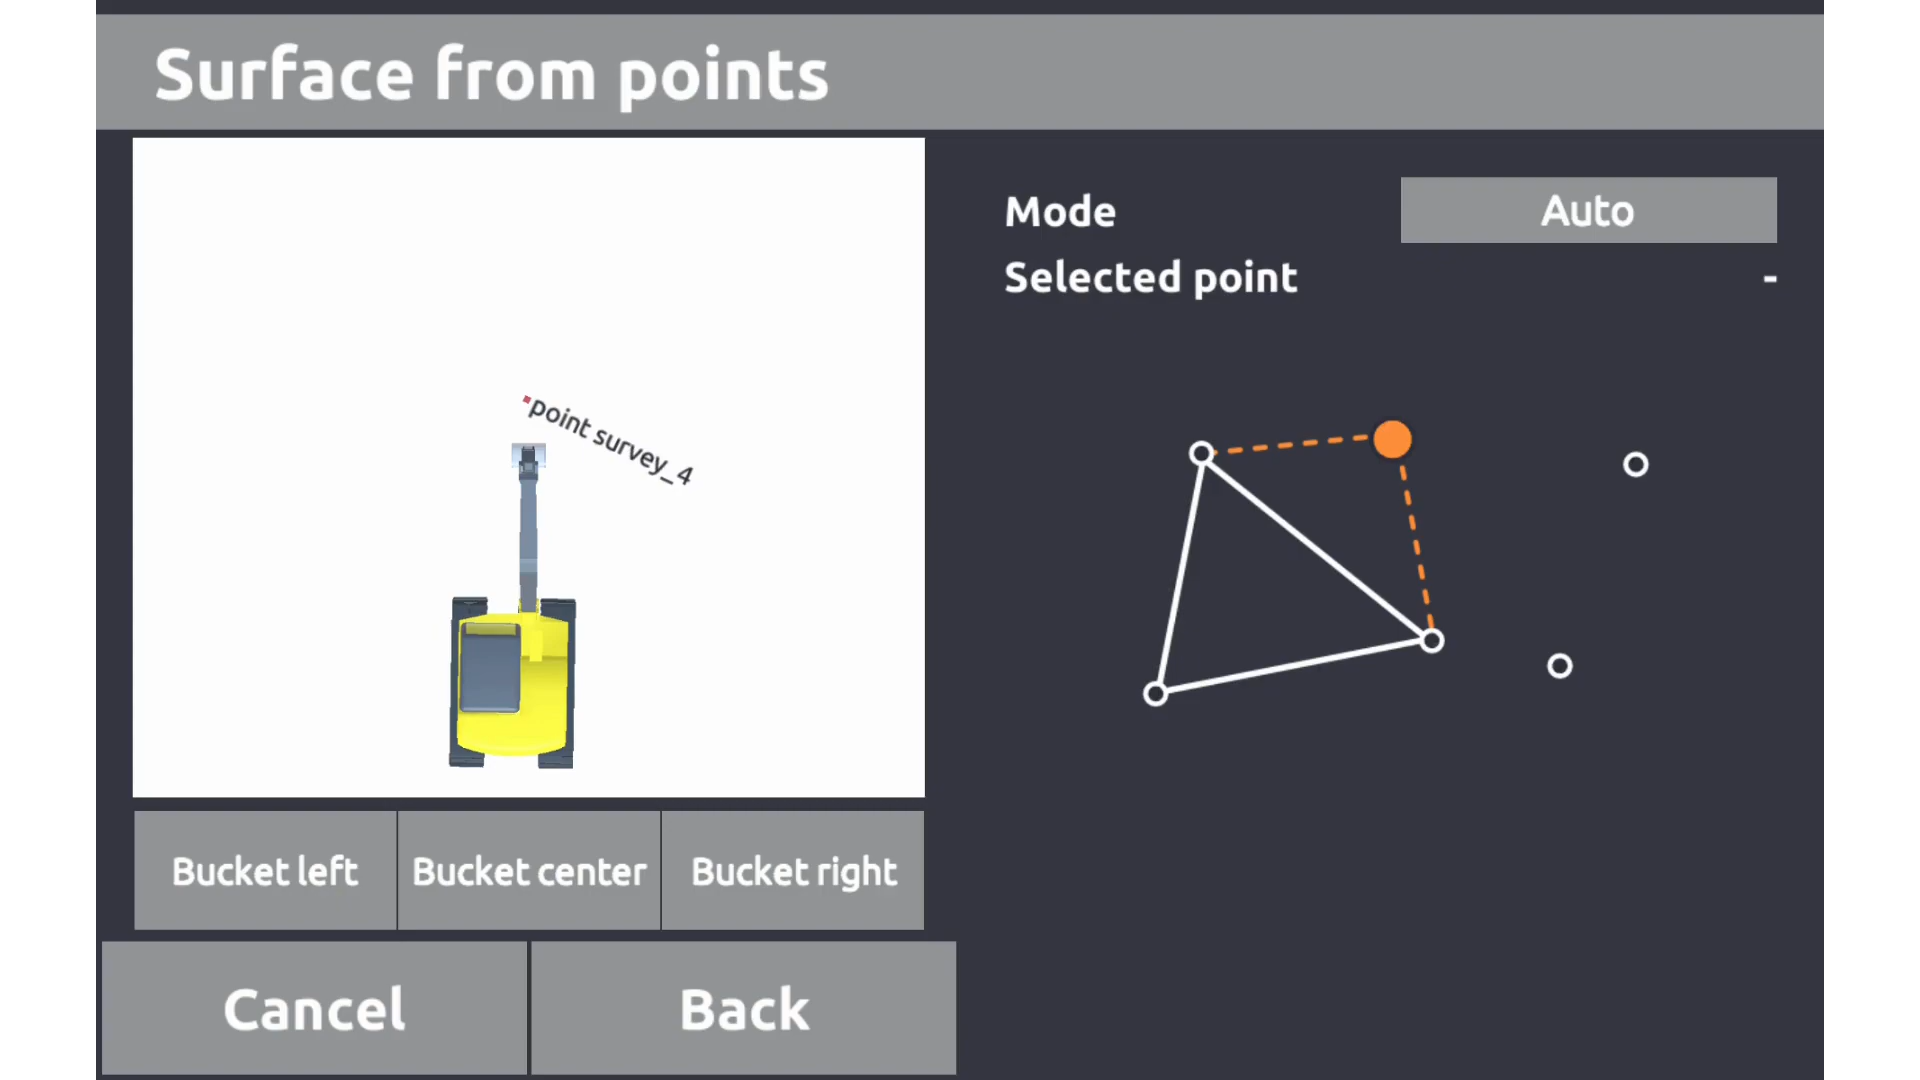 Surface from points
Mode
Auto
Selected point
-
point survey_4
Bucket left
Bucket center
Bucket right
Cancel
Back